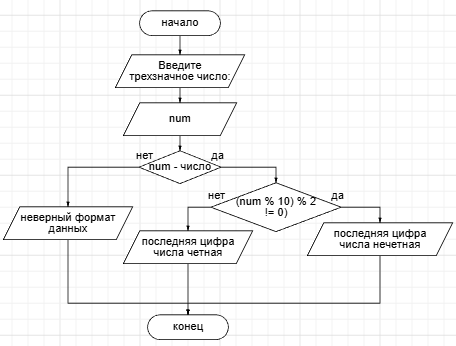 начало
Введите
трехзначное число:
num
нет
да
num - число
нет
да
(num % 10) % 2
!= 0)
неверный формат
данных
последняя цифра
числа четная
последняя цифра
числа нечетная
конец